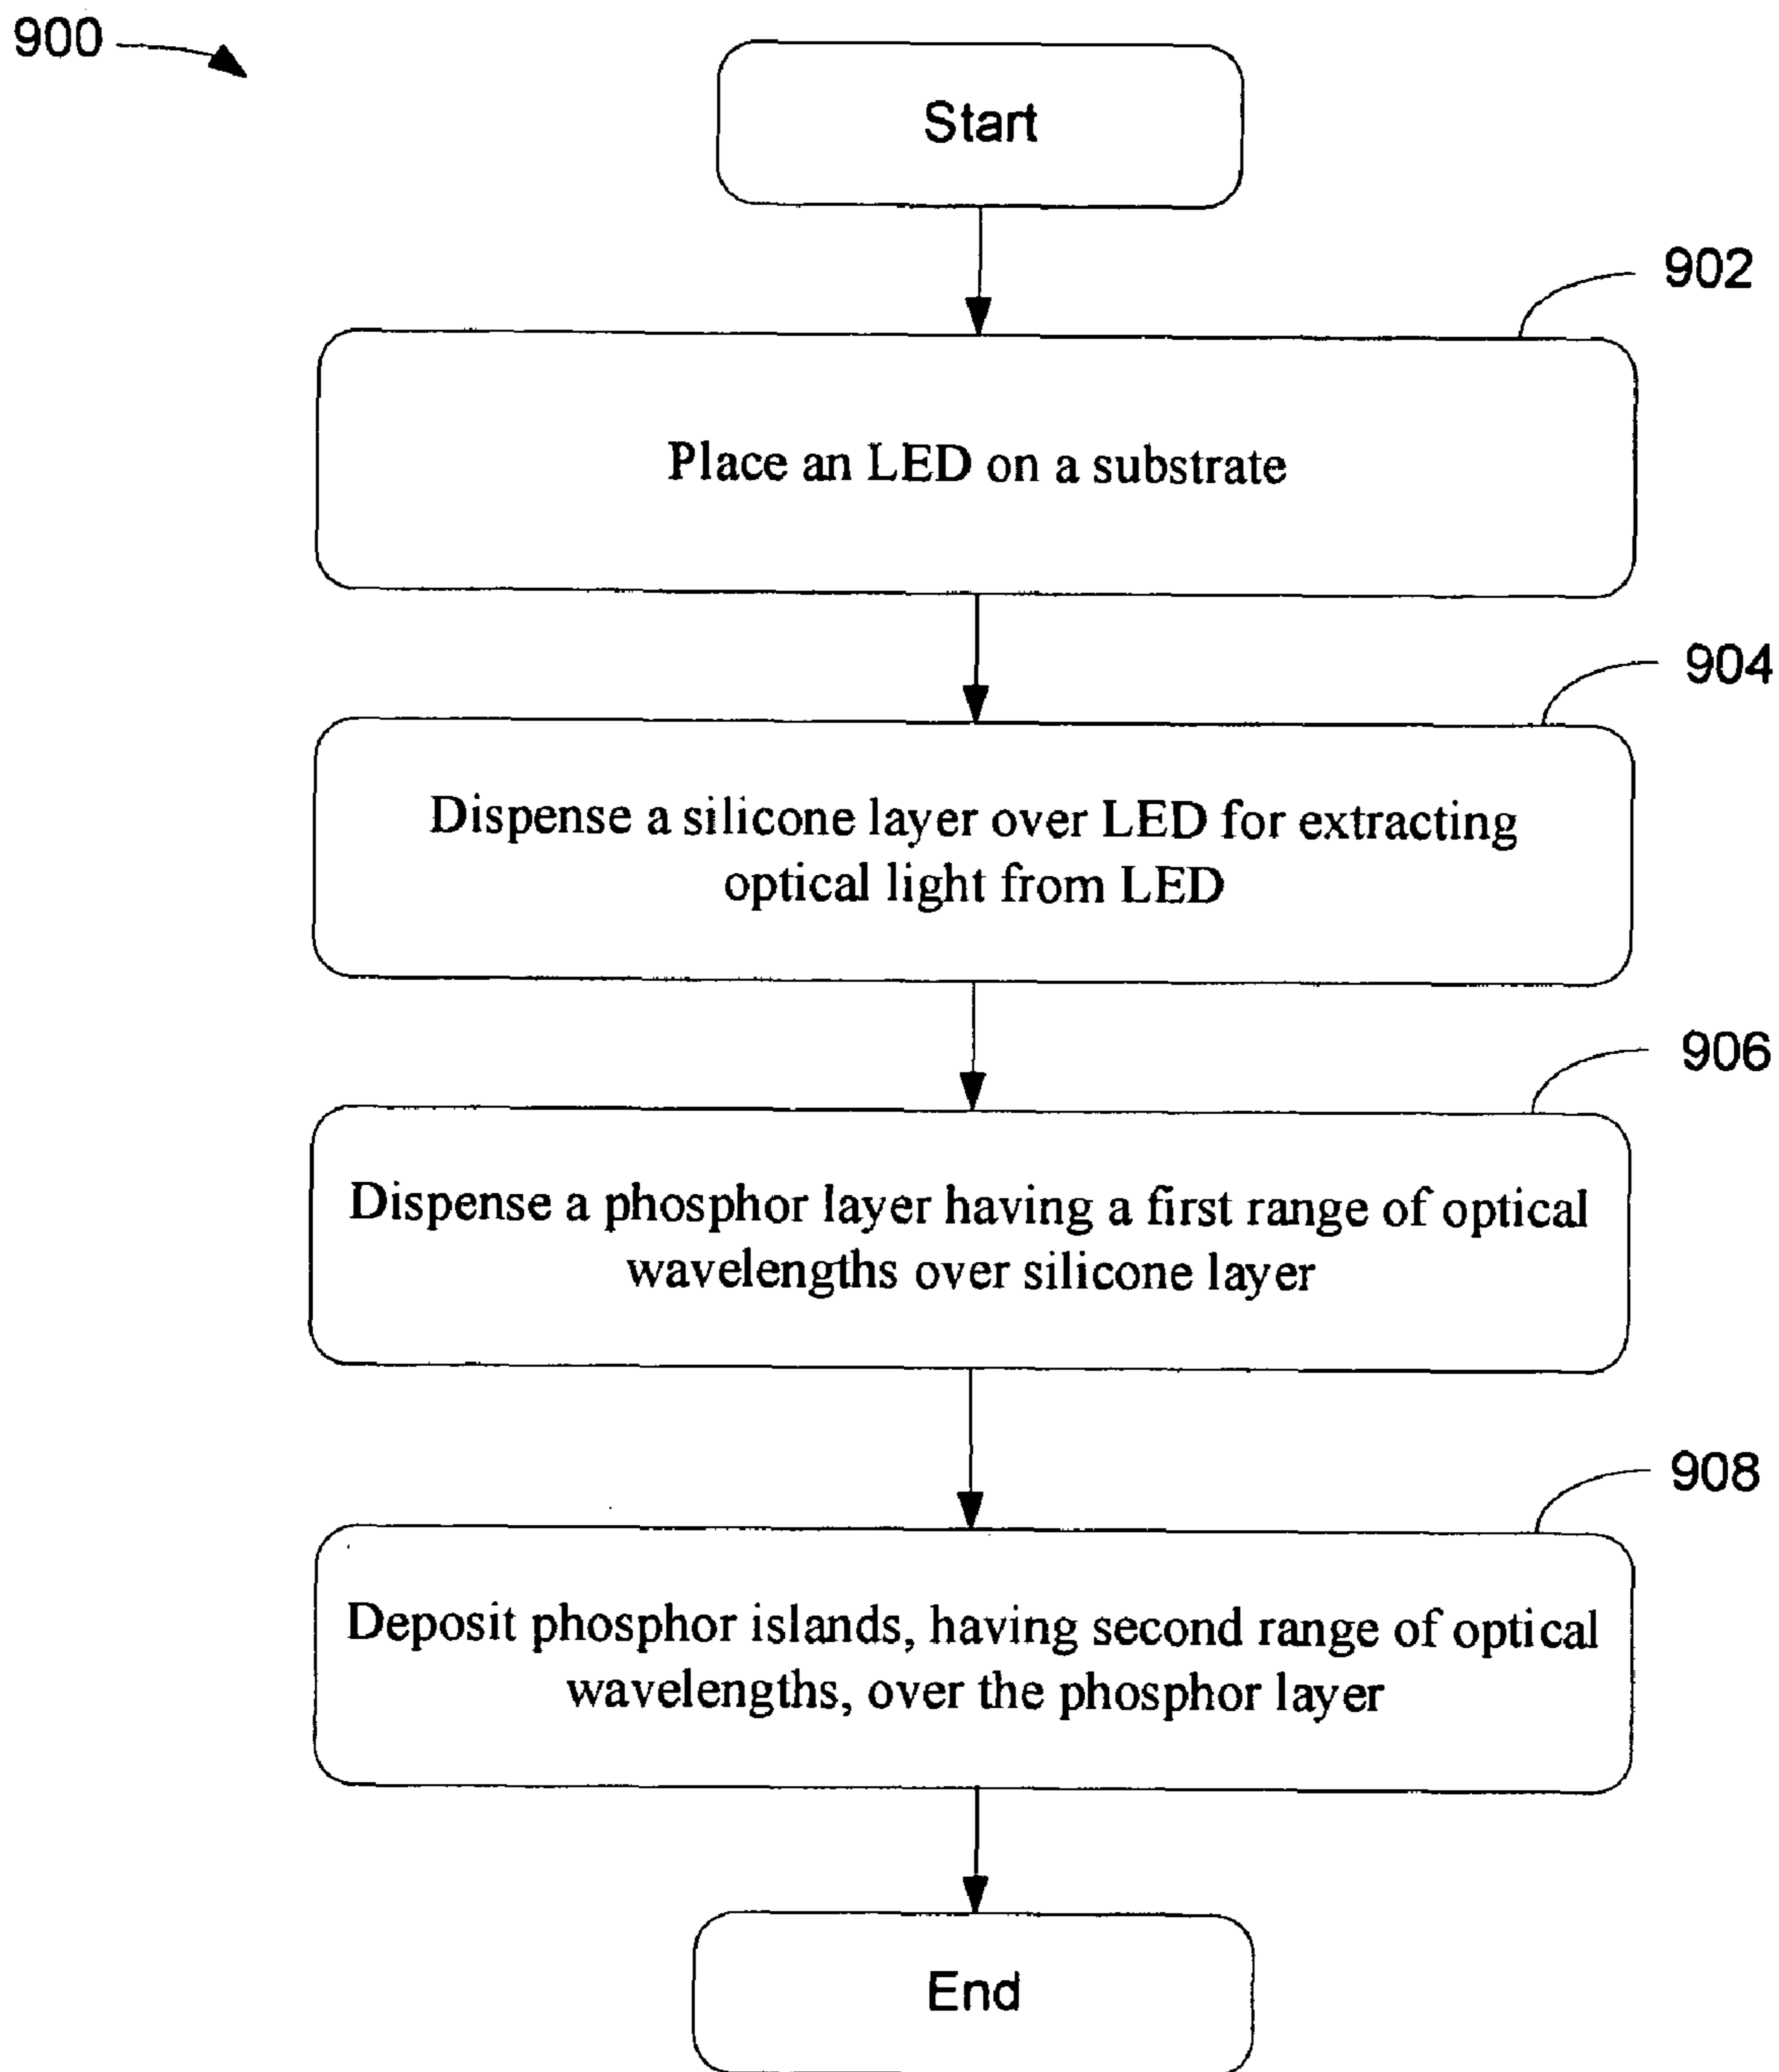 900
Start
902
Place an LED on a substrate
904
Dispense a silicone layer over LED for extracting
optical light from LED
906
Dispense a phosphor layer having a first range of optical
wavelengths over silicone layer
908
Deposit phosphor islands, having second range of optical
wavelengths, over the phosphor layer
End